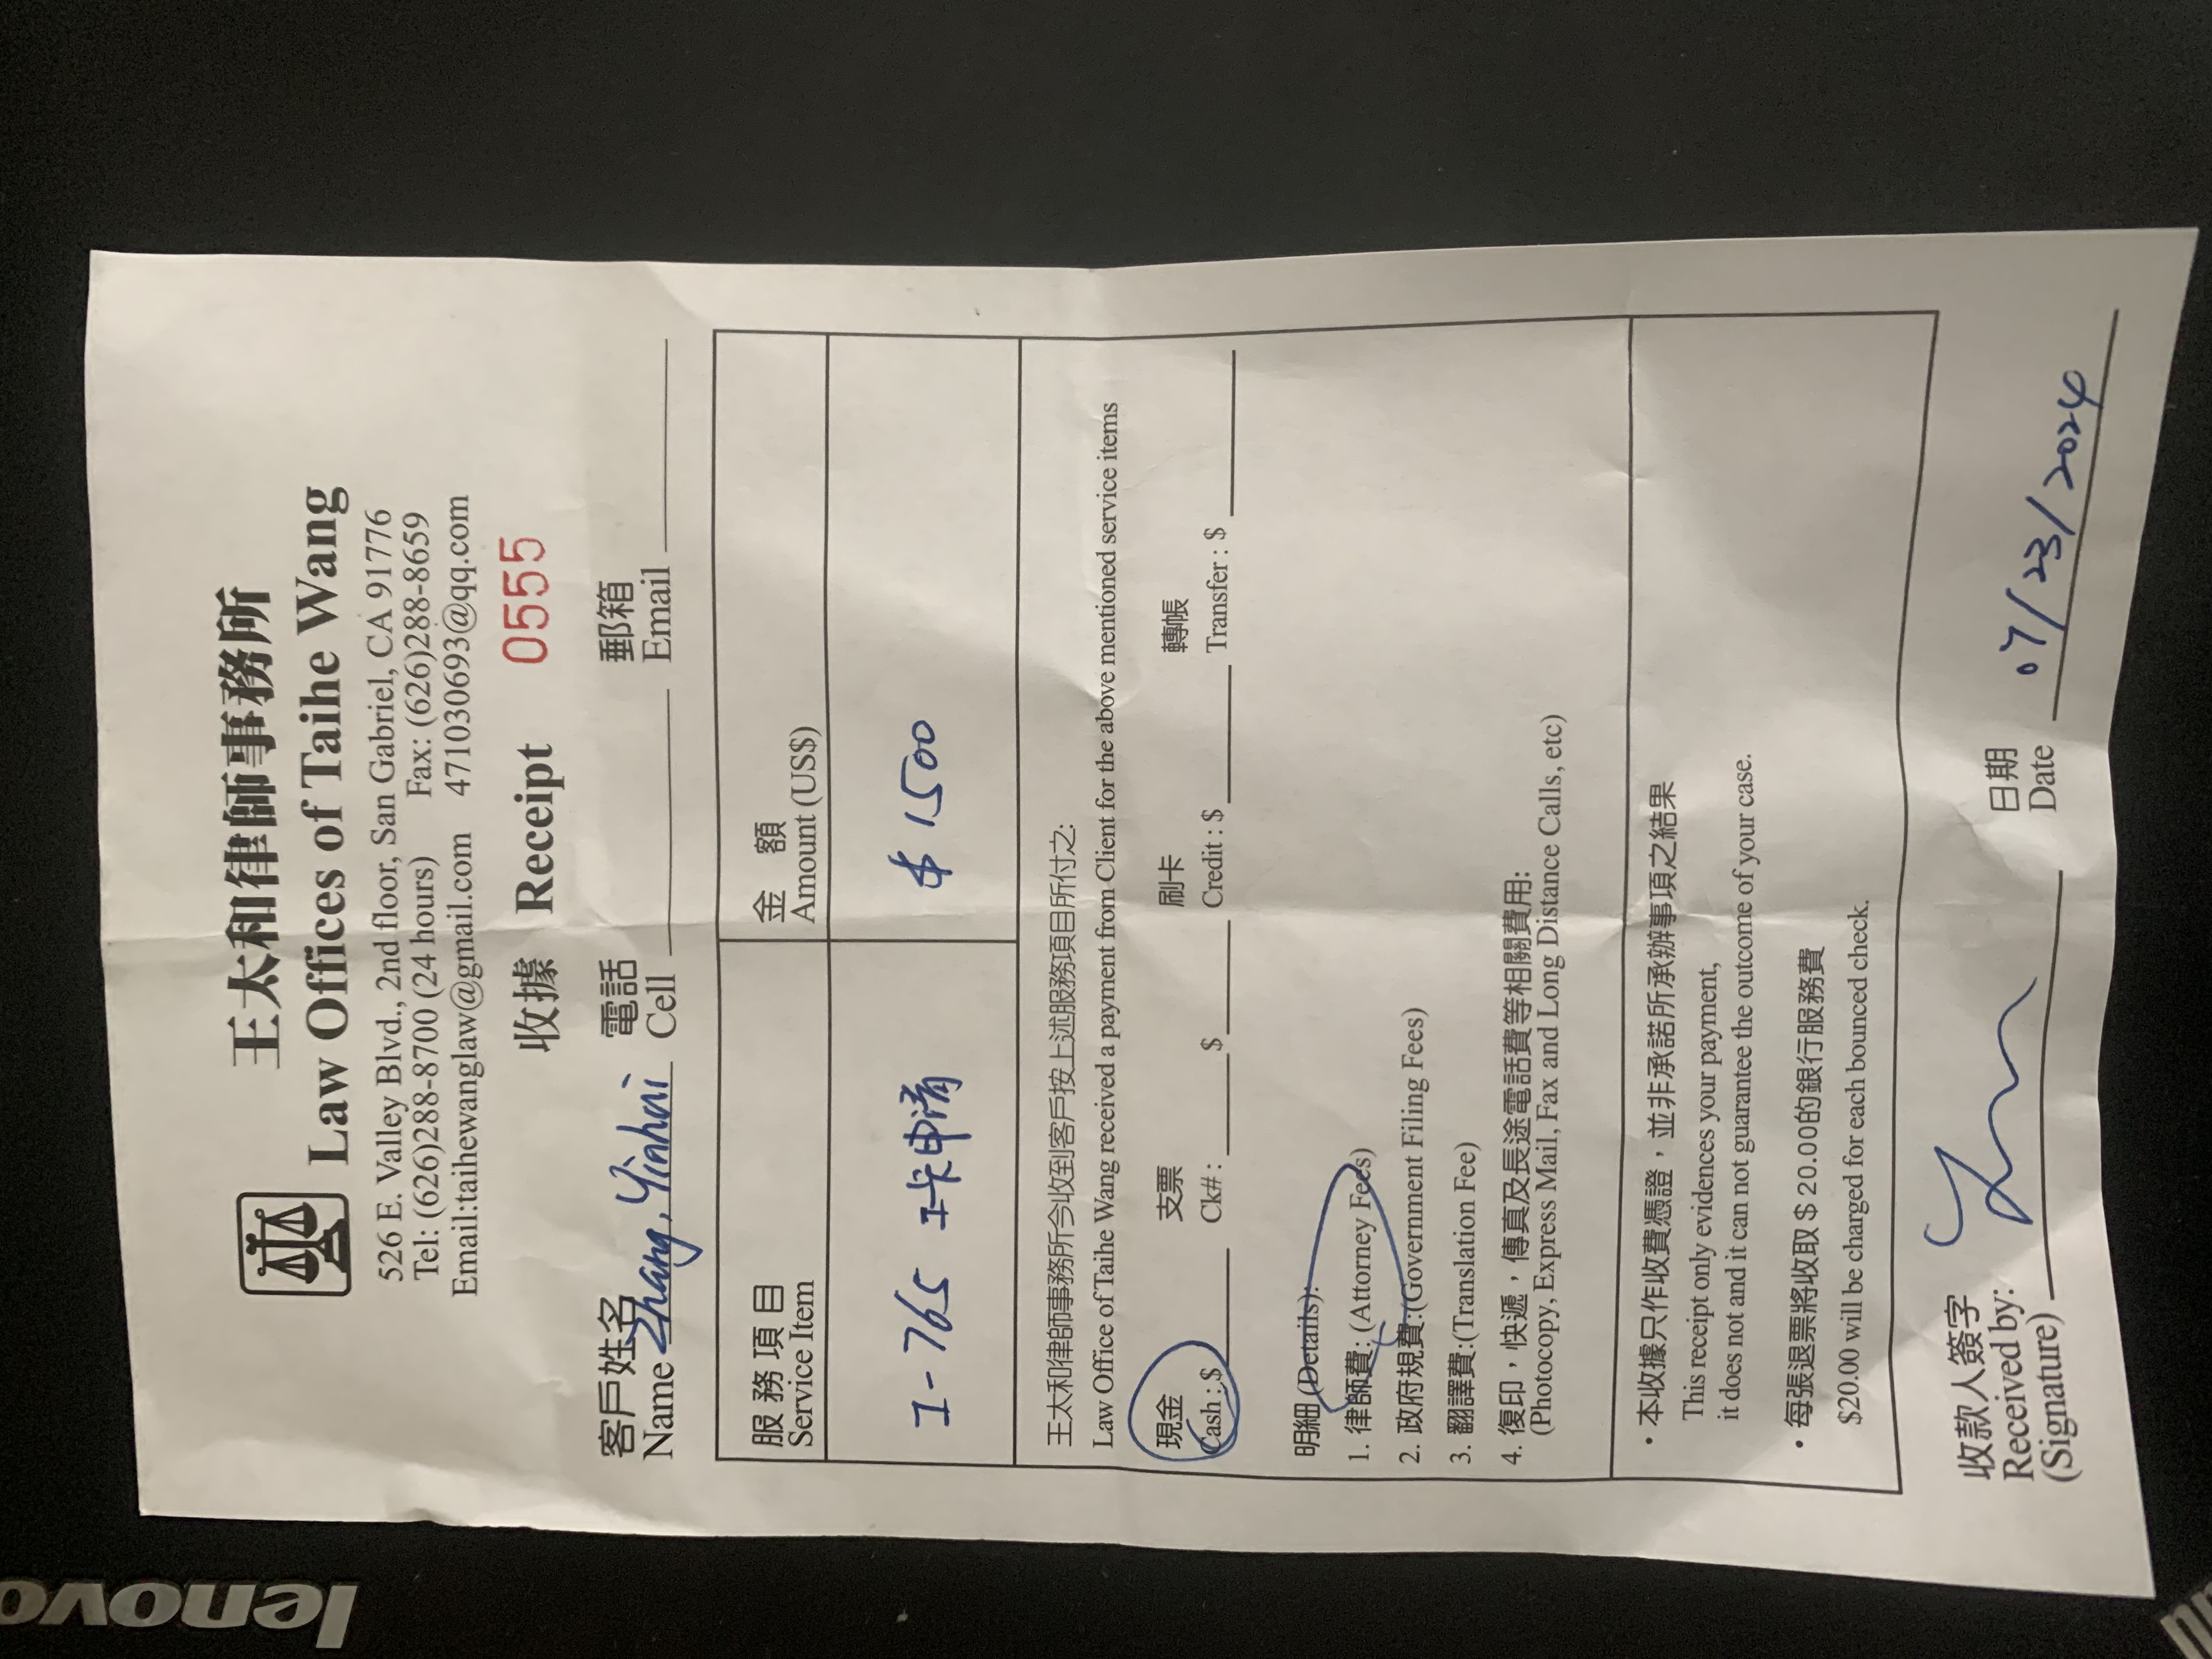 lenovo
王太和律師事務所
Law Offices of Taihe Wang
526 E. Valley Blvd., 2nd floor, San Gabriel, CA 91776
Tel: (626)288-8700 (24 hours) Fax: (626)288-8659
Email:taihewanglaw@gmail.com 471030693@qq.com
收據 Receipt 0555
客戶姓名 電話 郵箱
Name Zhang, Yinhai Cell Email
服務項目 金 額
Service Item Amount (US$)
I-765 工卡申请 $1500
王太和律師事務所今收到客戶按上述服務項目所付之:
Law Office of Taihe Wang received a payment from Client for the above mentioned service items
現金 支票 刷卡 轉帳
Cash : $ Ck# : $ Credit : $ Transfer : $
明細 (Details):
1. 律師費: (Attorney Fees)
2. 政府規費:(Government Filing Fees)
3. 翻譯費:(Translation Fee)
4. 復印，快遞，傳真及長途電話費等相關費用:
(Photocopy, Express Mail, Fax and Long Distance Calls, etc)
・本收據只作收費憑證，並非承諾所承辦事項之結果
This receipt only evidences your payment,
it does not and it can not guarantee the outcome of your case.
・每張退票將收取＄20.00的銀行服務費
$20.00 will be charged for each bounced check.
收款人簽字
Received by:
(Signature)
日期
Date 07/23/2024